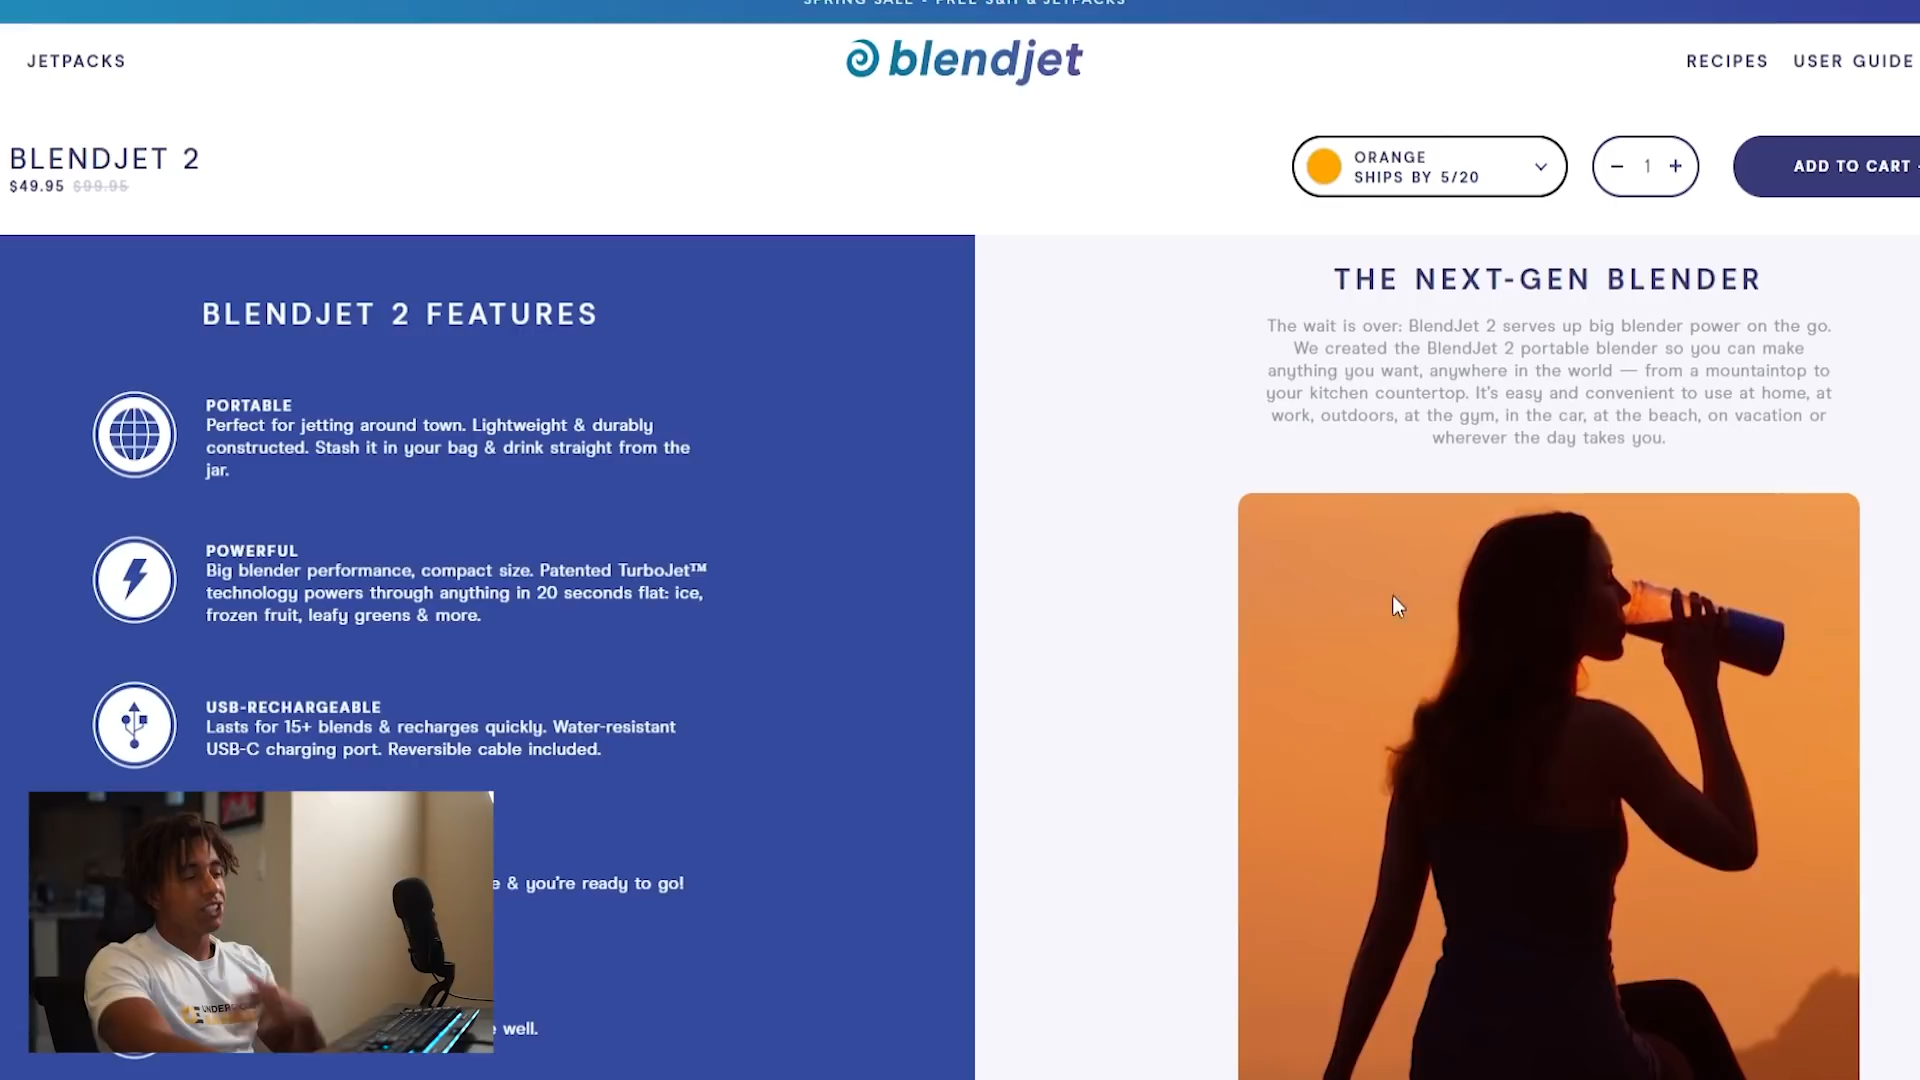 SPRING SALE - FREE S&H & JETPACKS
JETPACKS
blendjet
RECIPES
USER GUIDE
BLENDJET 2
$49.95 $99.95
ORANGE
SHIPS BY 5/20
1
ADD TO CART
BLENDJET 2 FEATURES
PORTABLE
Perfect for jetting around town. Lightweight & durably
constructed. Stash it in your bag & drink straight from the
jar.
POWERFUL
Big blender performance, compact size. Patented TurboJet™
technology powers through anything in 20 seconds flat: ice,
frozen fruit, leafy greens & more.
USB-RECHARGEABLE
Lasts for 15+ blends & recharges quickly. Water-resistant
USB-C charging port. Reversible cable included.
& you're ready to go!
well.
THE NEXT-GEN BLENDER
The wait is over: BlendJet 2 serves up big blender power on the go.
We created the BlendJet 2 portable blender so you can make
anything you want, anywhere in the world — from a mountaintop to
your kitchen countertop. It's easy and convenient to use at home, at
work, outdoors, at the gym, in the car, at the beach, on vacation or
wherever the day takes you.